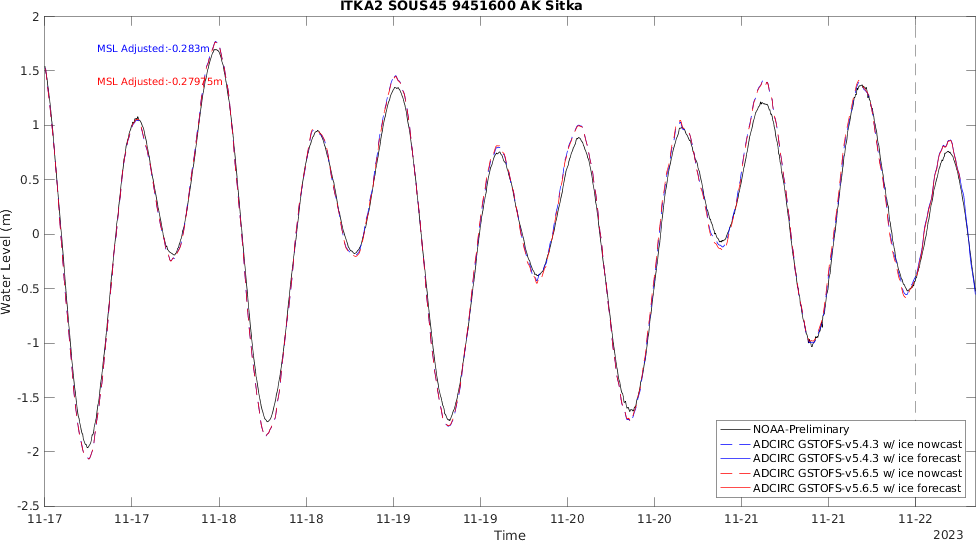 ITKA2 SOUS45 9451600 AK Sitka
2
MSL Adjusted:-0.283m
1.5
MSL Adjusted:-0.27975m
1
0.5
0
-0.5
-1
-1.5
-2
-2.5
Water Level (m)
NOAA-Preliminary
ADCIRC GSTOFS-v5.4.3 w/ ice nowcast
ADCIRC GSTOFS-v5.4.3 w/ ice forecast
ADCIRC GSTOFS-v5.6.5 w/ ice nowcast
ADCIRC GSTOFS-v5.6.5 w/ ice forecast
11-17 11-17 11-18 11-18 11-19 11-19 11-20 11-20 11-21 11-21 11-22
Time
2023